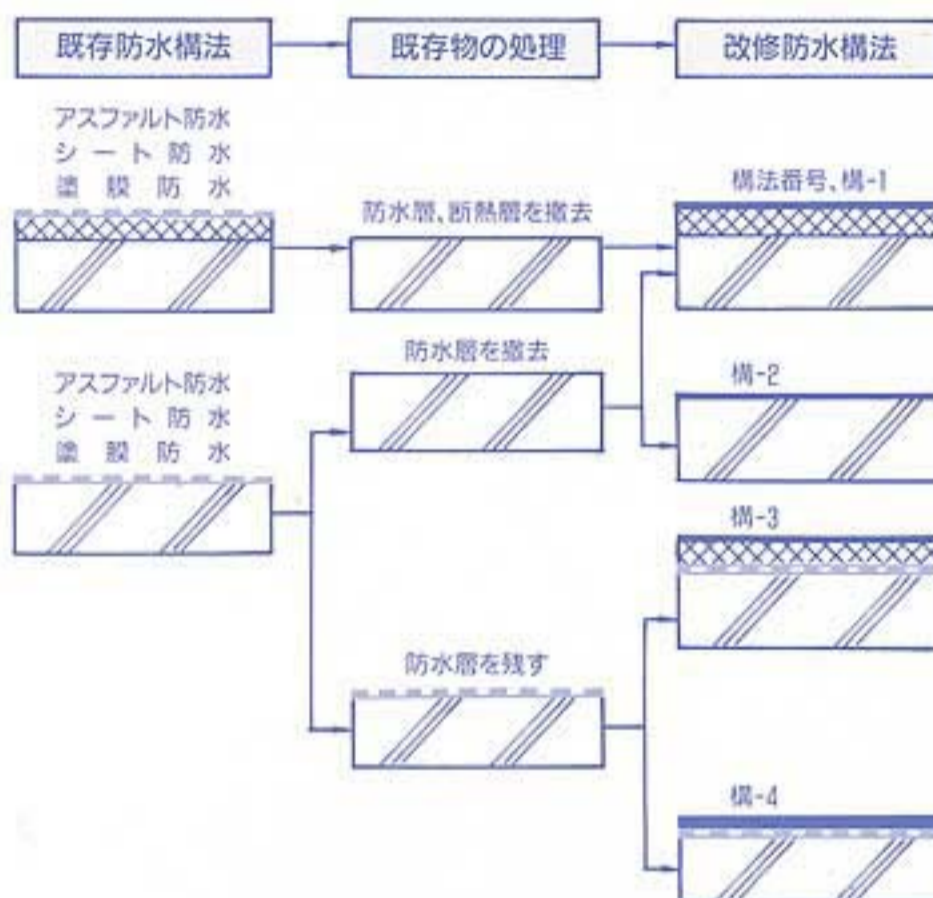 既存防水構法
既存物の処理
改修防水構法
アスファルト防水
シート防水
塗膜防水
防水層、断熱層を撤去
構法番号、構-1
アスファルト防水
シート防水
塗膜防水
防水層を撤去
構-2
構-3
防水層を残す
構-4